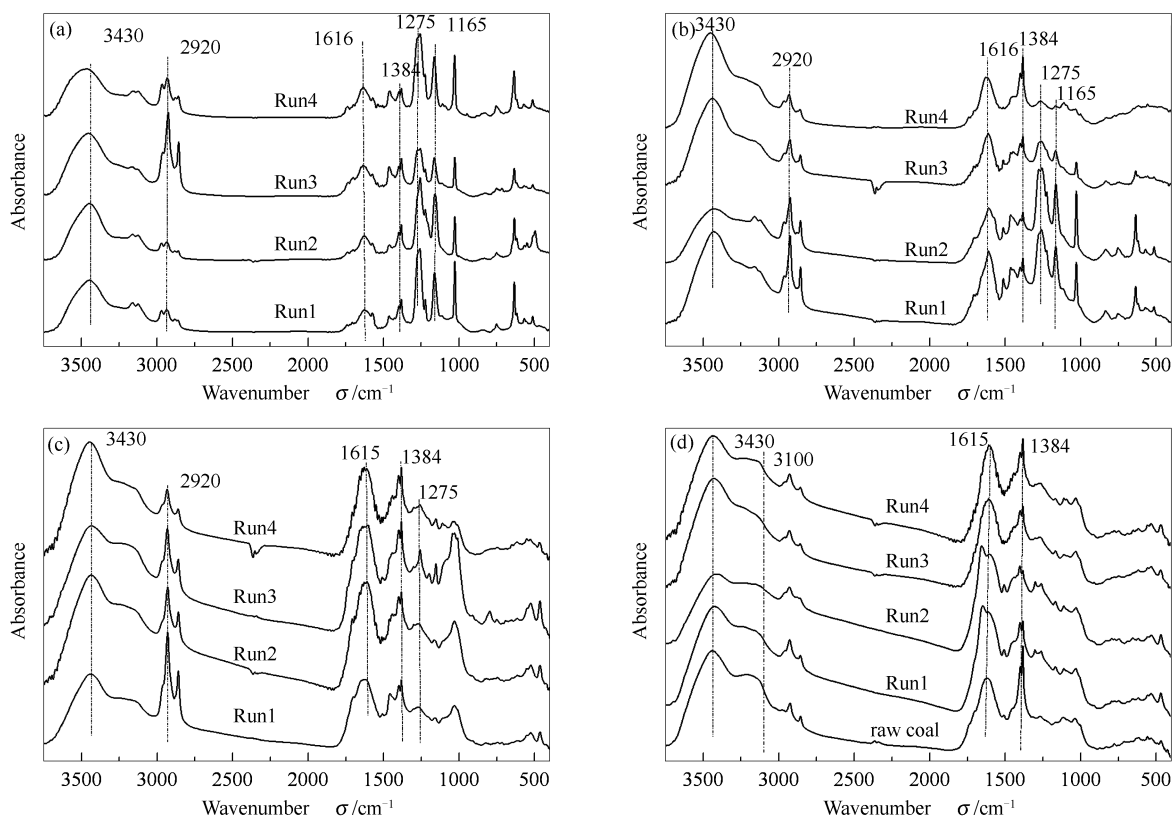 (a)
3430
2920
1616
1275
1165
1384
Run4
Run3
Run2
Run1
Absorbance
3500 3000 2500 2000 1500 1000 500
Wavenumber σ /cm⁻¹
(b)
3430
2920
1616
1384
1275
1165
Run4
Run3
Run2
Run1
Absorbance
3500 3000 2500 2000 1500 1000 500
Wavenumber σ /cm⁻¹
(c)
3430
2920
1615
1384
1275
Run4
Run3
Run2
Run1
Absorbance
3500 3000 2500 2000 1500 1000 500
Wavenumber σ /cm⁻¹
(d)
3430
3100
1615
1384
Run4
Run3
Run2
Run1
raw coal
Absorbance
3500 3000 2500 2000 1500 1000 500
Wavenumber σ /cm⁻¹